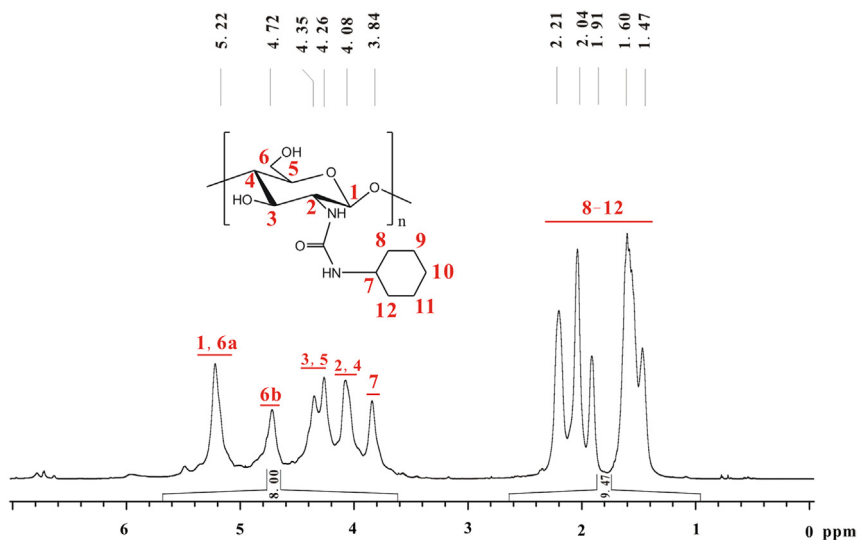 5.22 4.72 4.35 4.26 4.08 3.84 2.21 2.04 1.91 1.60 1.47
6 OH
5
4 O 1 O
HO 3 2 NH n
8-12
O 8 9
HN 7 10
12 11
1, 6a 6b 3, 5 2, 4 7
8.00 9.47
6 5 4 3 2 1 0 ppm